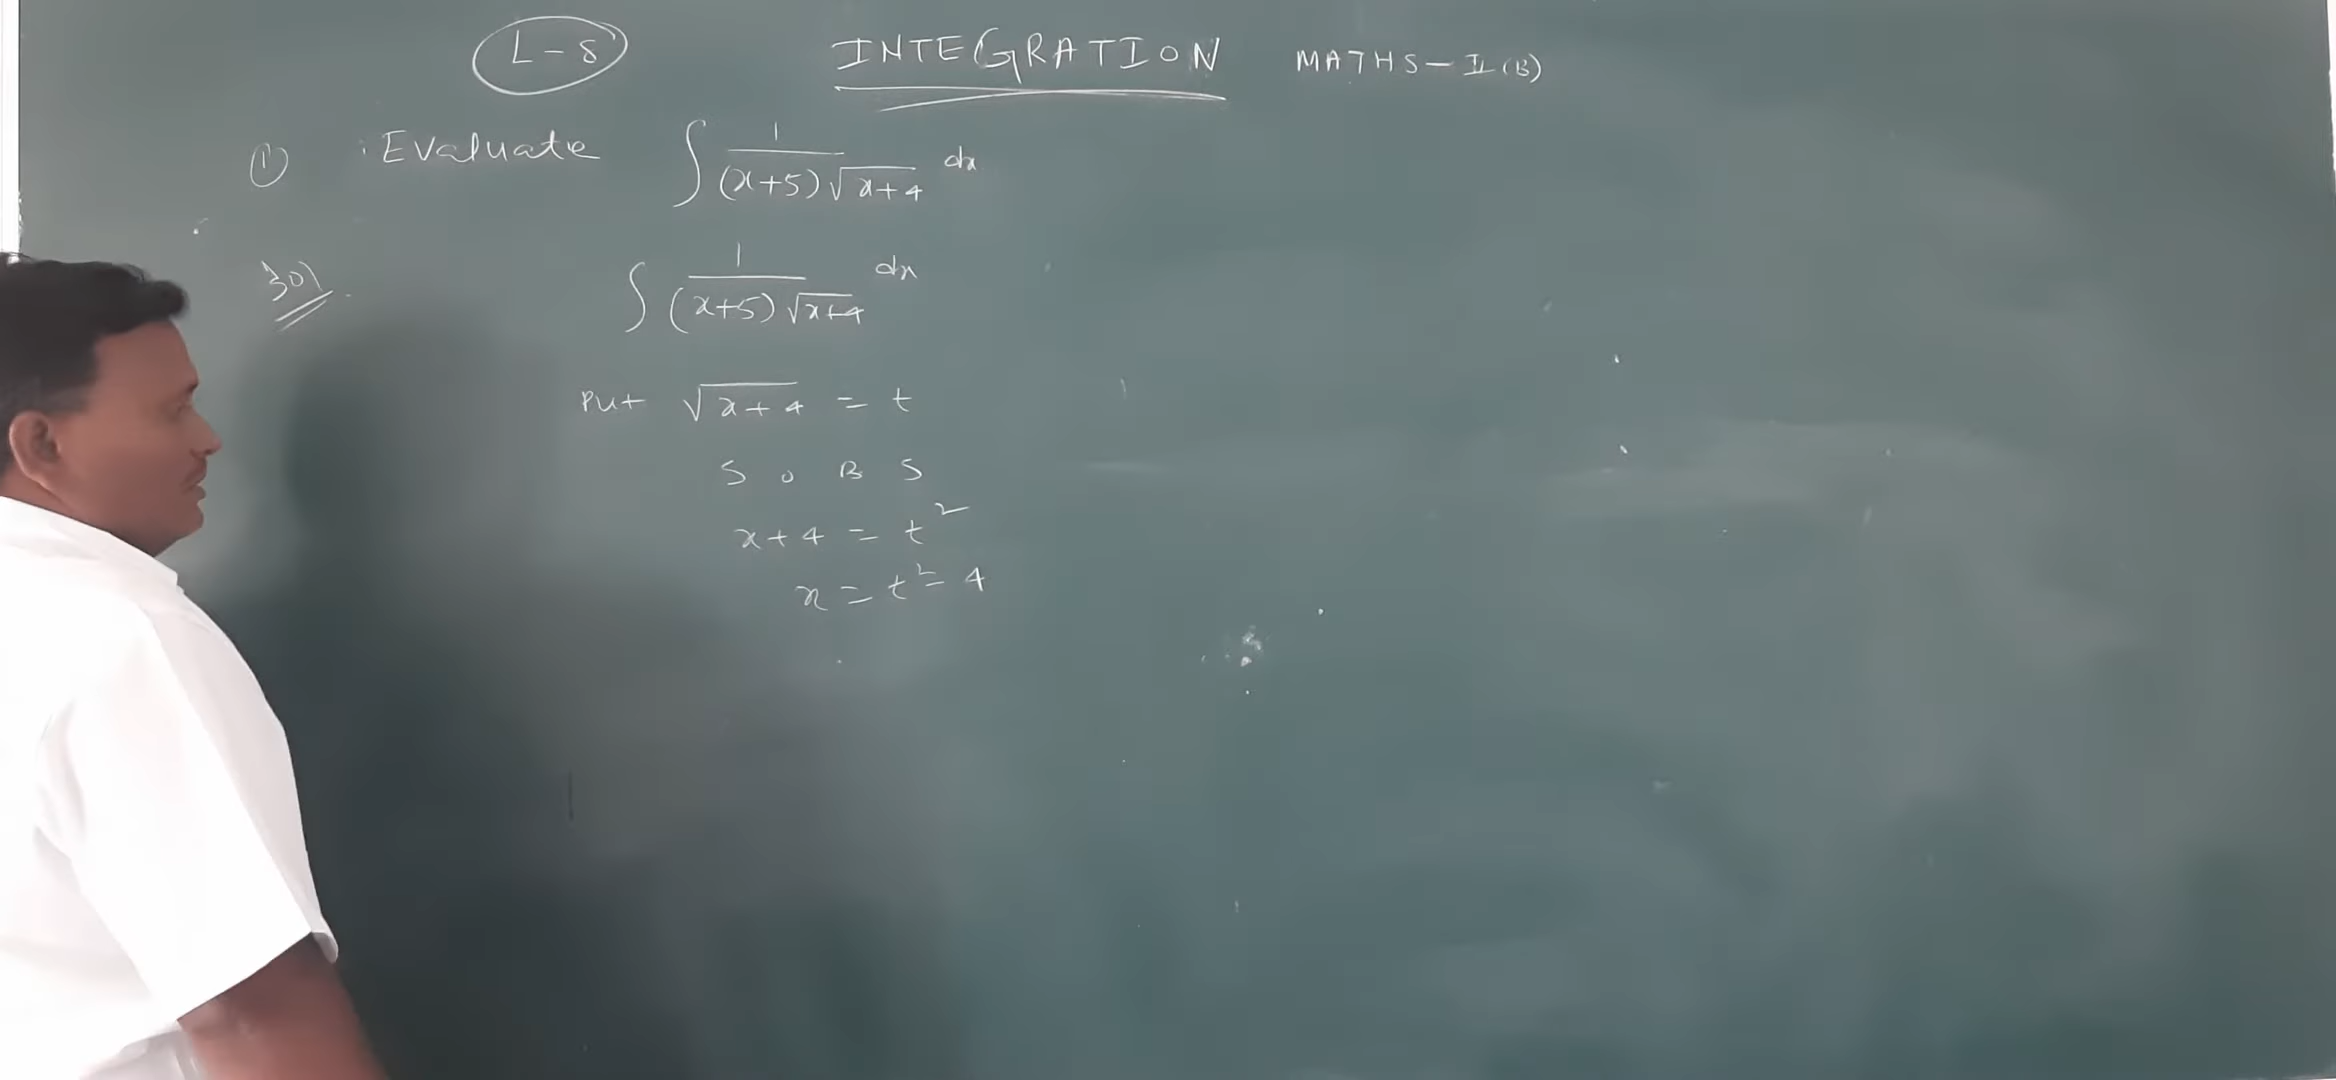 L-8 INTEGRATION MATHS-II(B)
① Evaluate ∫ 1/((x+5)√(x+4)) dx
Sol ∫ 1/((x+5)√(x+4)) dx
Put √(x+4) = t
S O B S
x+4 = t²
x = t²-4